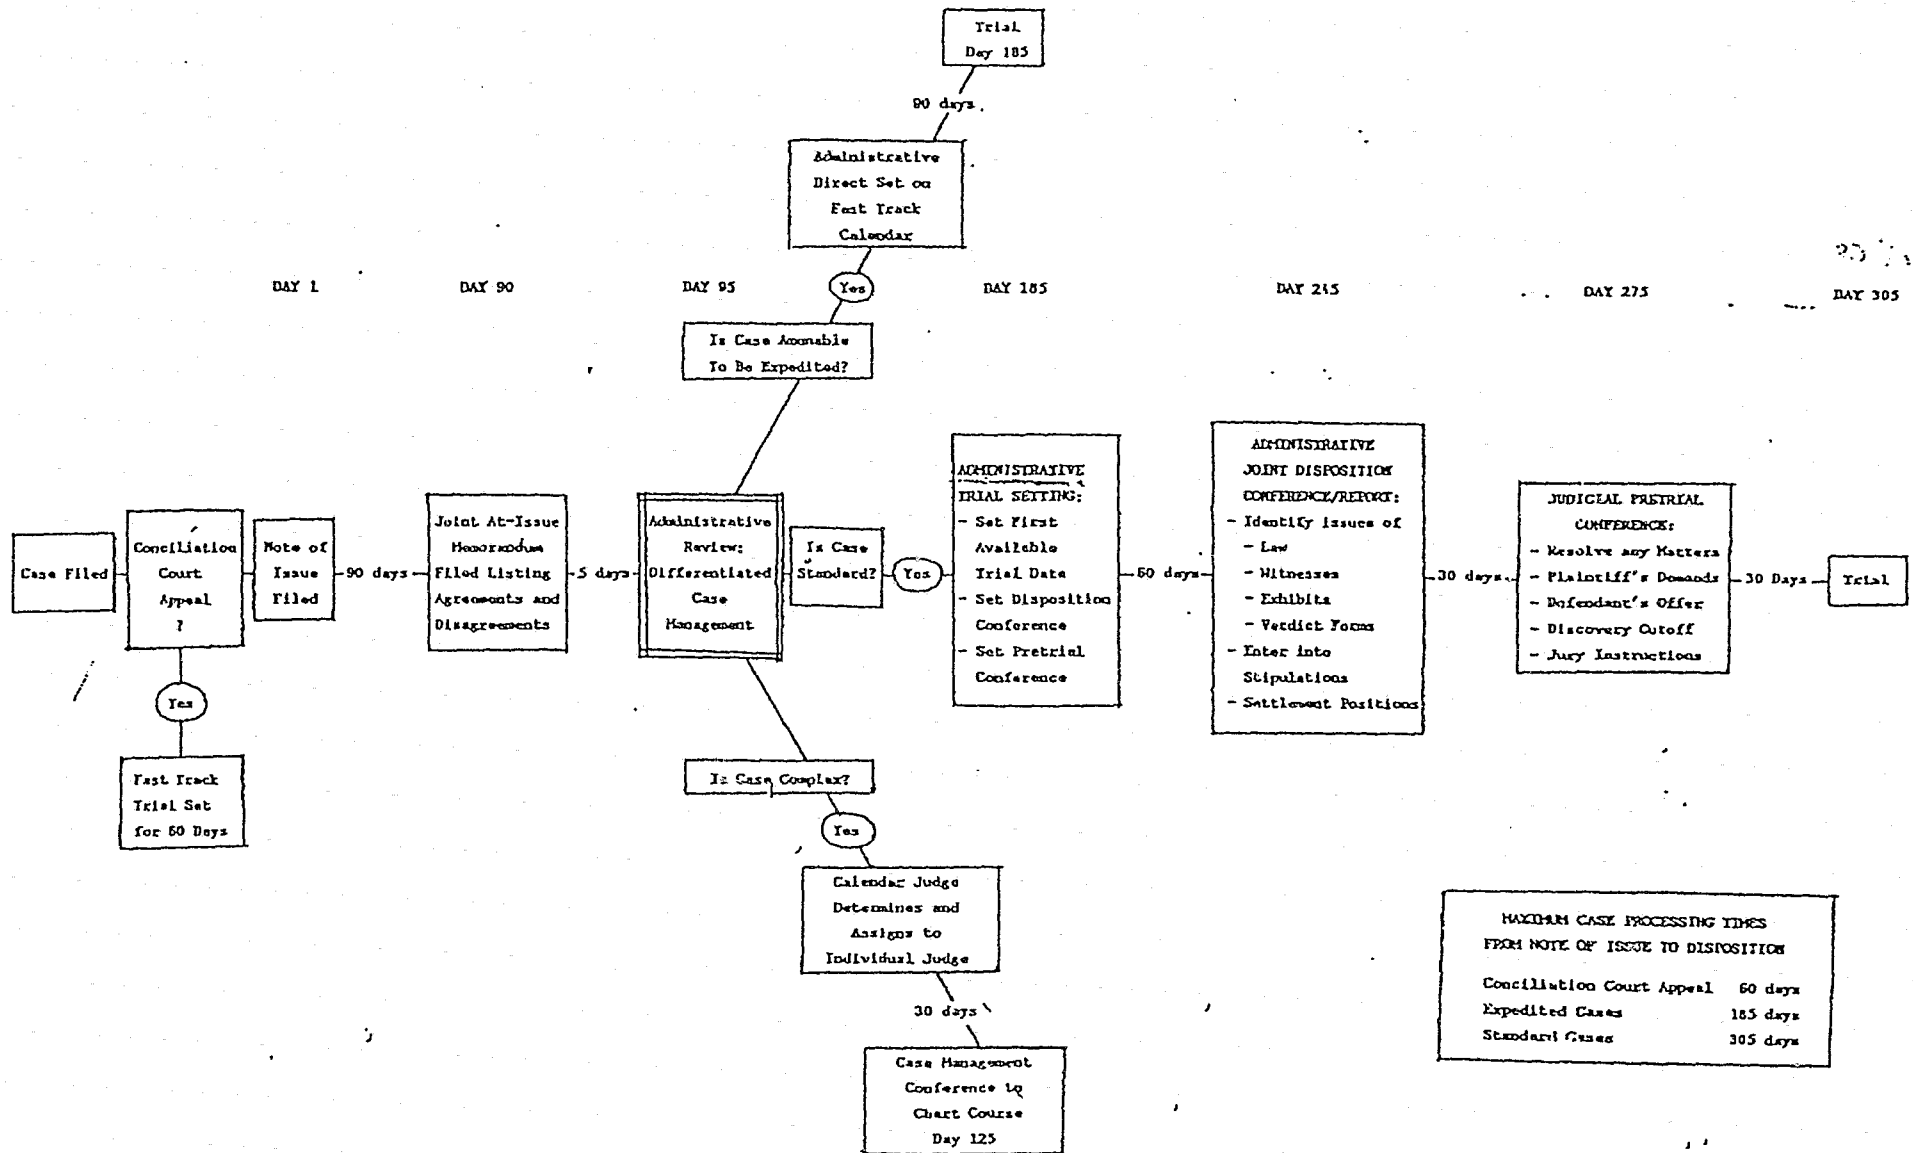 Trial
Day 185
90 days
Administrative
Direct Set on
Fast Track
Calendar
Yes
DAY 1
DAY 90
DAY 95
DAY 185
DAY 245
DAY 275
DAY 305
Is Case Amenable
To Be Expedited?
Case Filed
Conciliation
Court
Appeal
?
Yes
Fast Track
Trial Set
for 60 Days
Note of
Issue
Filed
90 days
Joint At-Issue
Memorandum
Filed Listing
Agreements and
Disagreements
5 days
Administrative
Review:
Differentiated
Case
Management
Is Case
Standard?
Yes
ADMINISTRATIVE
TRIAL SETTING:
- Set First
Available
Trial Date
- Set Disposition
Conference
- Set Pretrial
Conference
60 days
ADMINISTRATIVE
JOINT DISPOSITION
CONFERENCE/REPORT:
- Identify issues of
- Law
- Witnesses
- Exhibits
- Verdict Forms
- Enter into
Stipulations
- Settlement Positions
30 days
JUDICIAL PRETRIAL
CONFERENCE:
- Resolve any Matters
- Plaintiff's Demands
- Defendant's Offer
- Discovery Cutoff
- Jury Instructions
30 Days
Trial
Is Case Complex?
Yes
Calendar Judge
Determines and
Assigns to
Individual Judge
30 days
Case Management
Conference to
Chart Course
Day 125
MAXIMUM CASE PROCESSING TIMES
FROM NOTE OF ISSUE TO DISPOSITION
Conciliation Court Appeal 60 days
Expedited Cases 185 days
Standard Cases 305 days